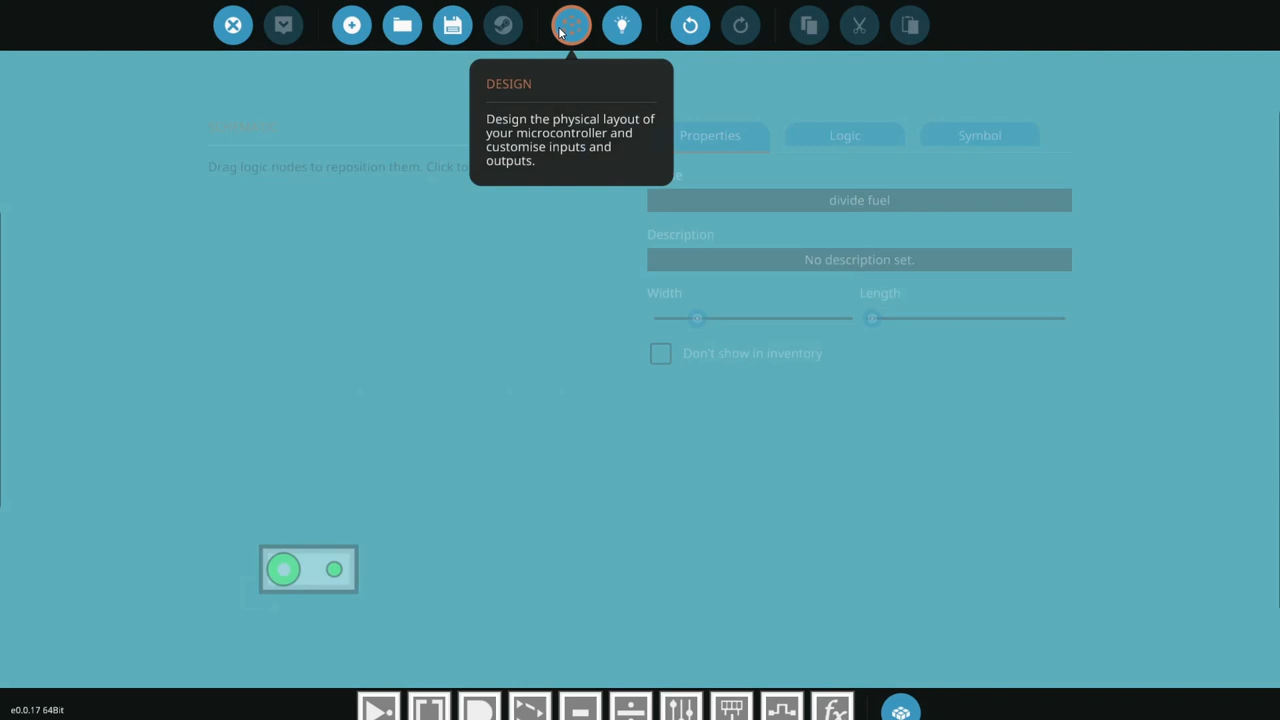 DESIGN
Design the physical layout of
your microcontroller and
customise inputs and
outputs.
Drag logic nodes to reposition them. Click to
Properties
Logic
Symbol
divide fuel
Description
No description set.
Width
Length
Don't show in inventory
e0.0.17 64Bit
fx